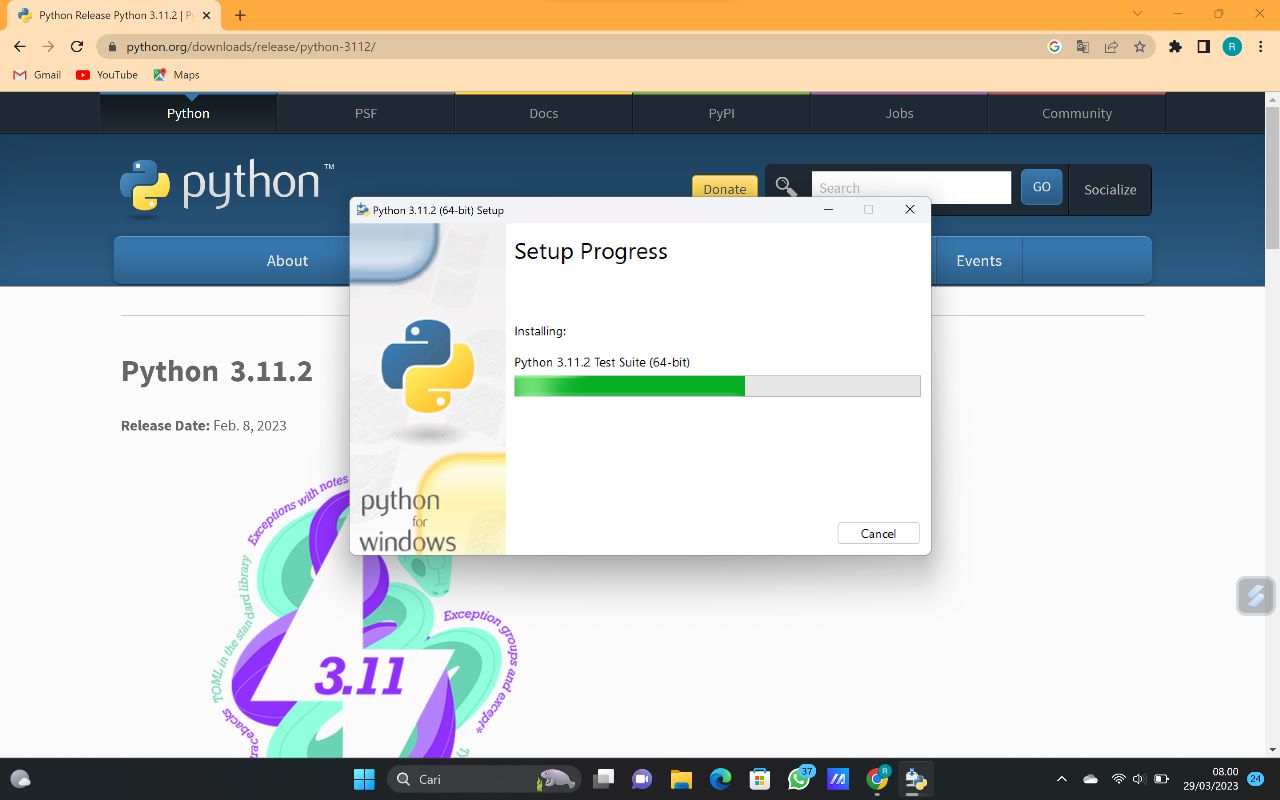 Python Release Python 3.11.2 | Py
python.org/downloads/release/python-3112/
R
Gmail
YouTube
Maps
Python
PSF
Docs
PyPI
Jobs
Community
python™
Donate
Search
GO
Socialize
About
Events
Python 3.11.2 (64-bit) Setup
Setup Progress
Installing:
Python 3.11.2 Test Suite (64-bit)
python
for
windows
Cancel
Python 3.11.2
Release Date: Feb. 8, 2023
Exceptions with notes
TOML in the standard library
Exception groups and except*
3.11
Cari
37
R
08.00
29/03/2023
24